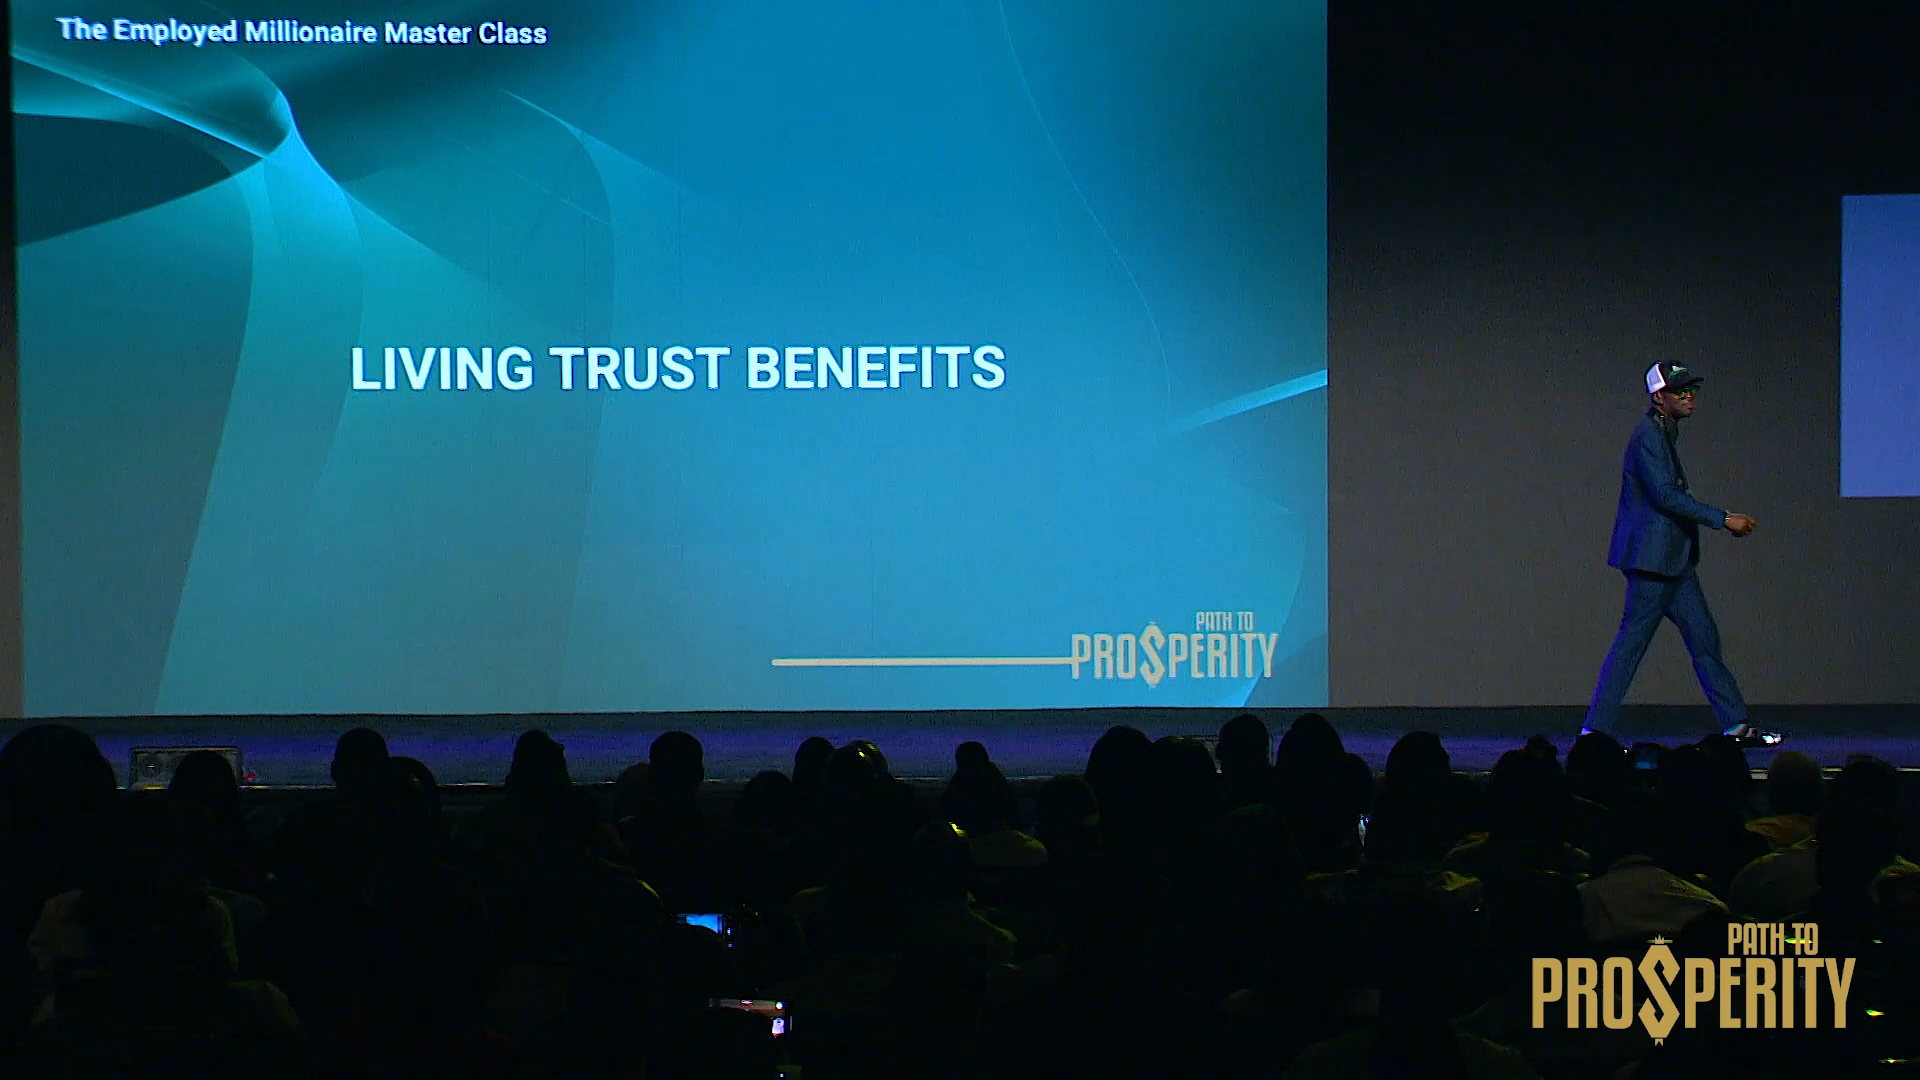 The Employed Millionaire Master Class
LIVING TRUST BENEFITS
PATH TO
PRO$PERITY
PATH TO
PRO$PERITY